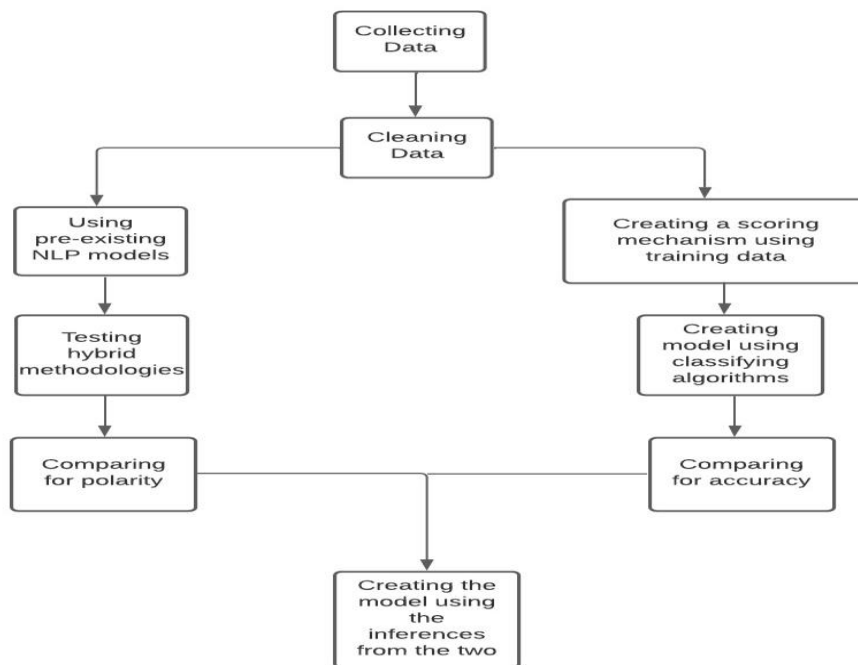 Collecting
Data
Cleaning
Data
Using
pre-existing
NLP models
Testing
hybrid
methodologies
Comparing
for polarity
Creating a scoring
mechanism using
training data
Creating
model using
classifying
algorithms
Comparing
for accuracy
Creating the
model using
the
inferences
from the two